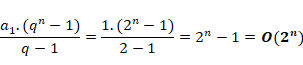 a₁.(qⁿ − 1)/(q − 1) = 1.(2ⁿ − 1)/(2 − 1) = 2ⁿ − 1 = O(2ⁿ)